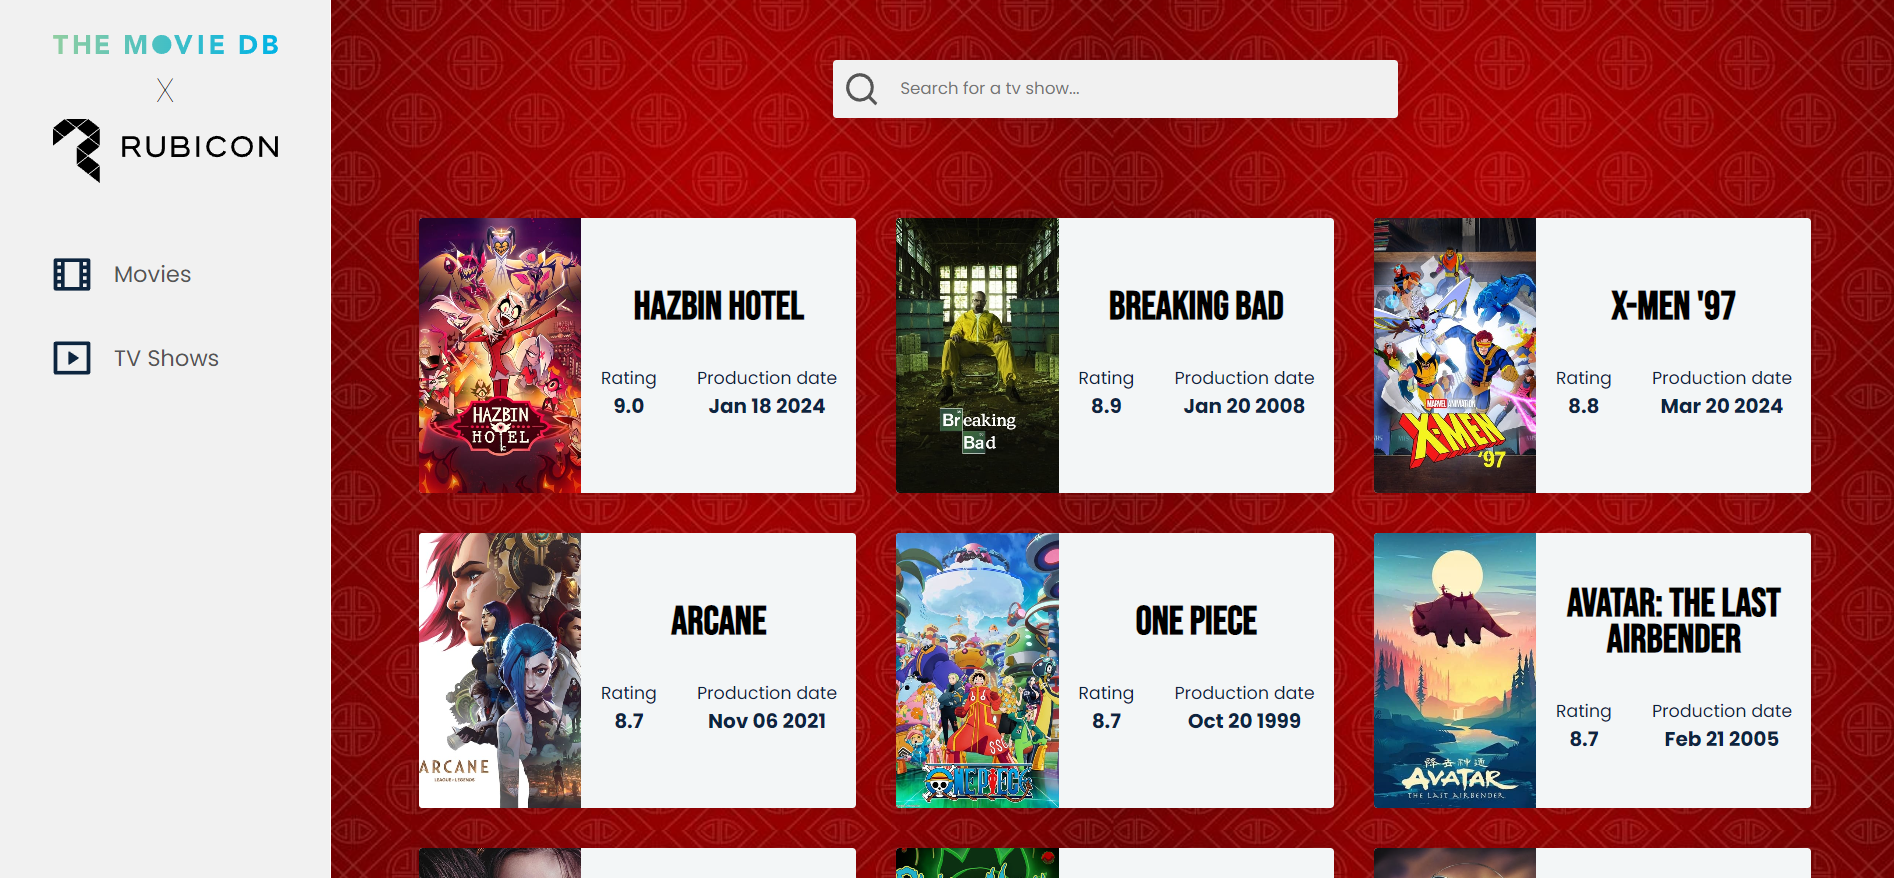 THE MOVIE DB
X
RUBICON
Movies
TV Shows
Search for a tv show...
HAZBIN
HOTEL
HAZBIN HOTEL
Rating
Production date
9.0
Jan 18 2024
Breaking
Bad
BREAKING BAD
Rating
Production date
8.9
Jan 20 2008
MARVEL ANIMATION
X-MEN
'97
X-MEN '97
Rating
Production date
8.8
Mar 20 2024
ARCANE
LEAGUE OF LEGENDS
ARCANE
Rating
Production date
8.7
Nov 06 2021
ONE PIECE
ONE PIECE
Rating
Production date
8.7
Oct 20 1999
降去神通
AVATAR
THE LAST AIRBENDER
AVATAR: THE LAST
AIRBENDER
Rating
Production date
8.7
Feb 21 2005